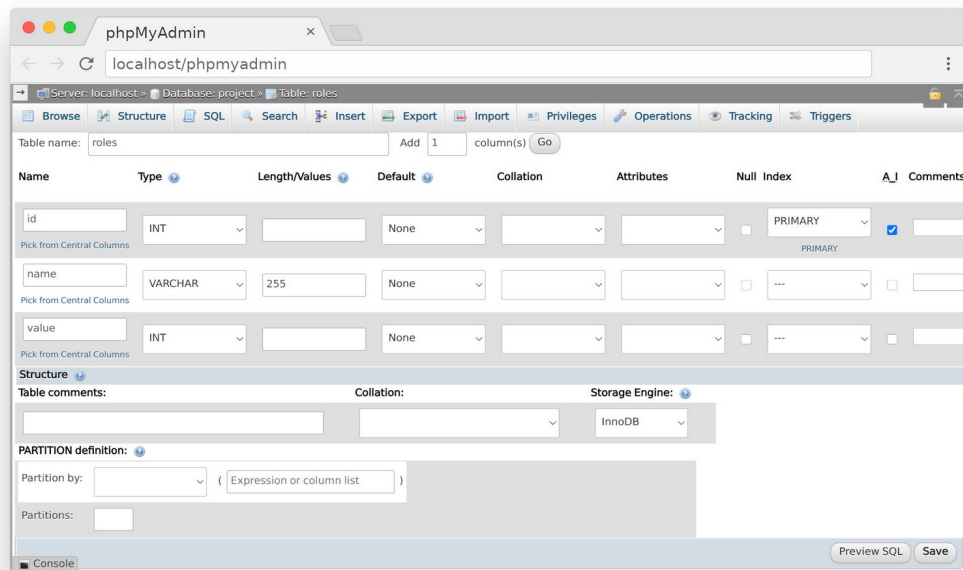 phpMyAdmin ×
localhost/phpmyadmin
Server: localhost » Database: project » Table: roles
Browse Structure SQL Search Insert Export Import Privileges Operations Tracking Triggers
Table name: roles Add 1 column(s) Go
Name Type Length/Values Default Collation Attributes Null Index A_I Comments
id INT None PRIMARY
Pick from Central Columns PRIMARY
name VARCHAR 255 None ---
Pick from Central Columns
value INT None ---
Pick from Central Columns
Structure
Table comments: Collation: Storage Engine:
InnoDB
PARTITION definition:
Partition by: ( Expression or column list )
Partitions:
Preview SQL Save
Console